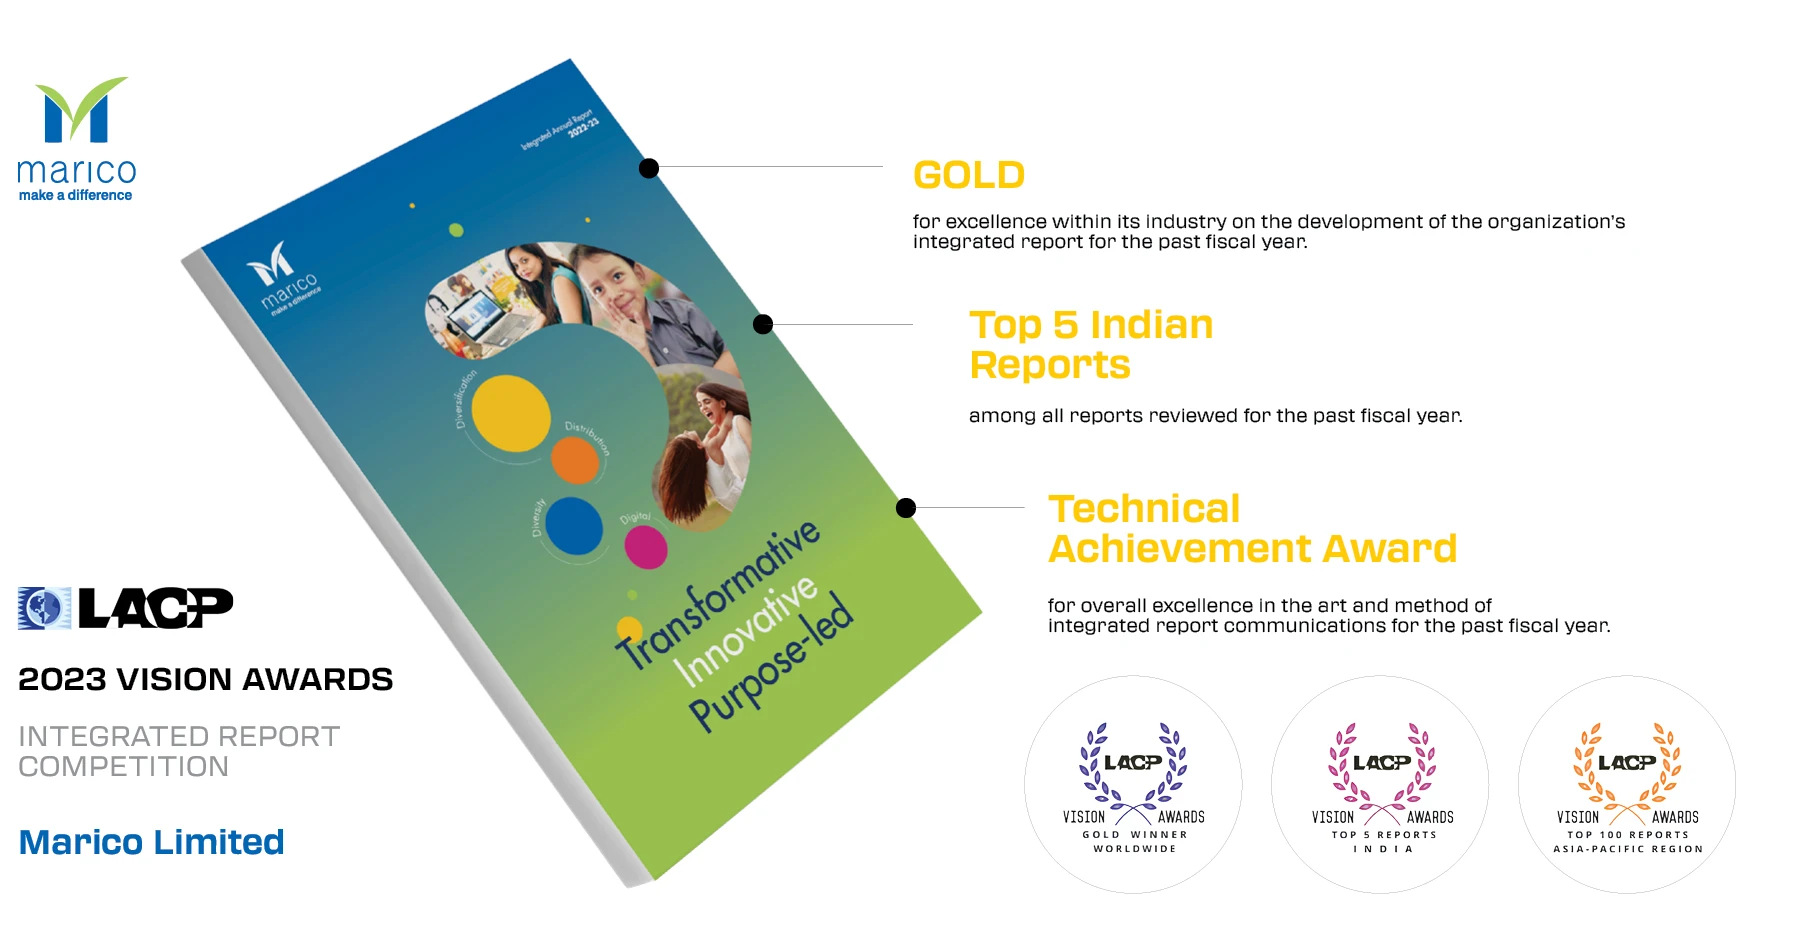 marico
make a difference
LACP
2023 VISION AWARDS
INTEGRATED REPORT
COMPETITION
Marico Limited
Integrated Annual Report
2022-23
marico
make a difference
Diversification
Distribution
Diversity
Digital
Transformative
Innovative
Purpose-led
GOLD
for excellence within its industry on the development of the organization's
integrated report for the past fiscal year.
Top 5 Indian
Reports
among all reports reviewed for the past fiscal year.
Technical
Achievement Award
for overall excellence in the art and method of
integrated report communications for the past fiscal year.
LACP
VISION AWARDS
GOLD WINNER
WORLDWIDE
LACP
VISION AWARDS
TOP 5 REPORTS
INDIA
LACP
VISION AWARDS
TOP 100 REPORTS
ASIA-PACIFIC REGION